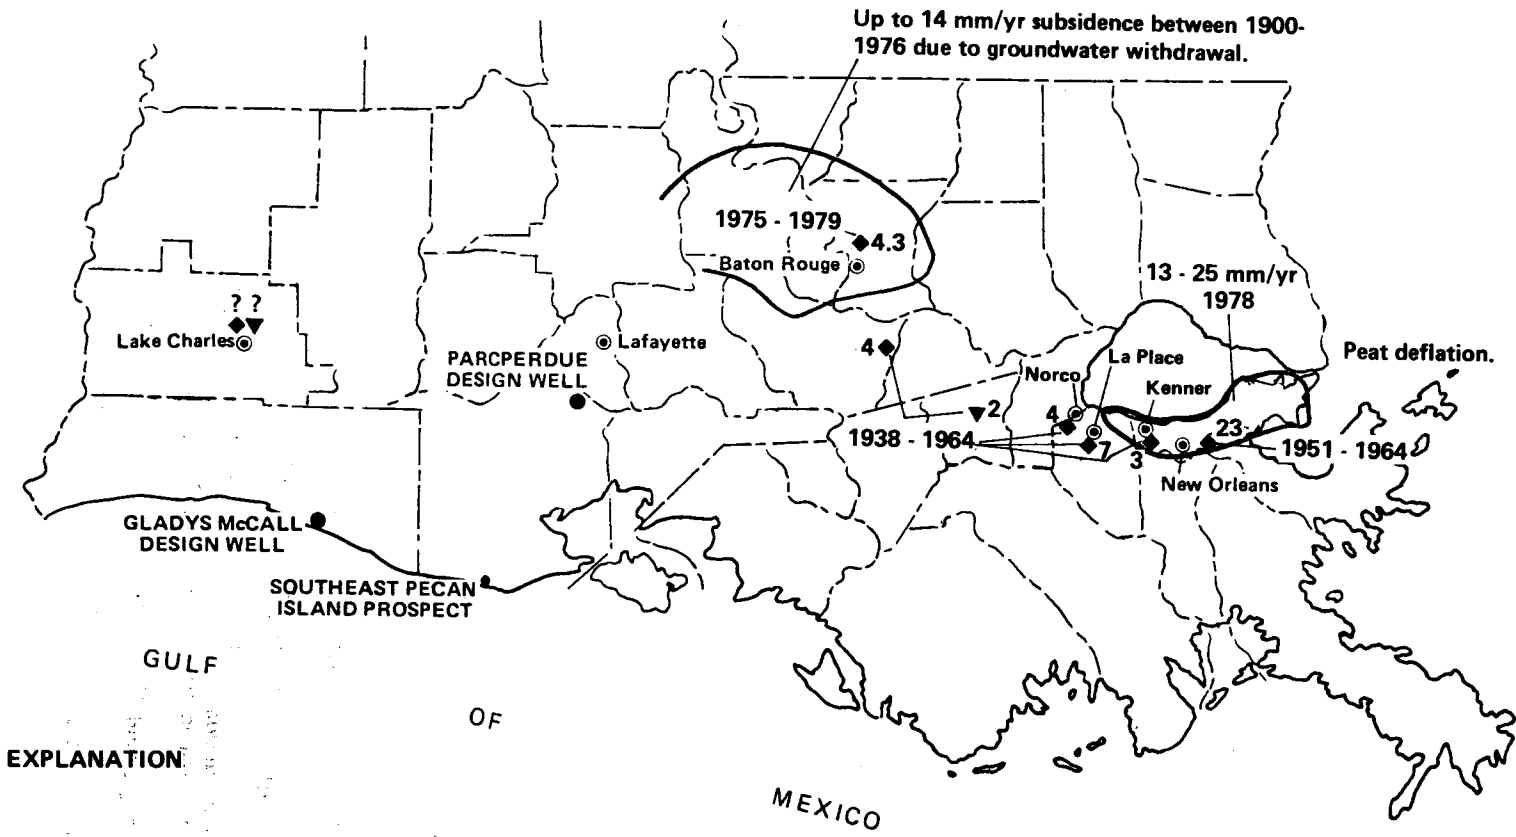 Up to 14 mm/yr subsidence between 1900-
1976 due to groundwater withdrawal.
1975 - 1979
4.3
Baton Rouge
13 - 25 mm/yr
1978
? ?
Lake Charles
Lafayette
PARCPERDUE
DESIGN WELL
4
La Place
Peat deflation.
Norco
Kenner
2
4
1938 - 1964
7
3
23
1951 - 1964
New Orleans
GLADYS McCALL
DESIGN WELL
SOUTHEAST PECAN
ISLAND PROSPECT
GULF
OF
MEXICO
EXPLANATION